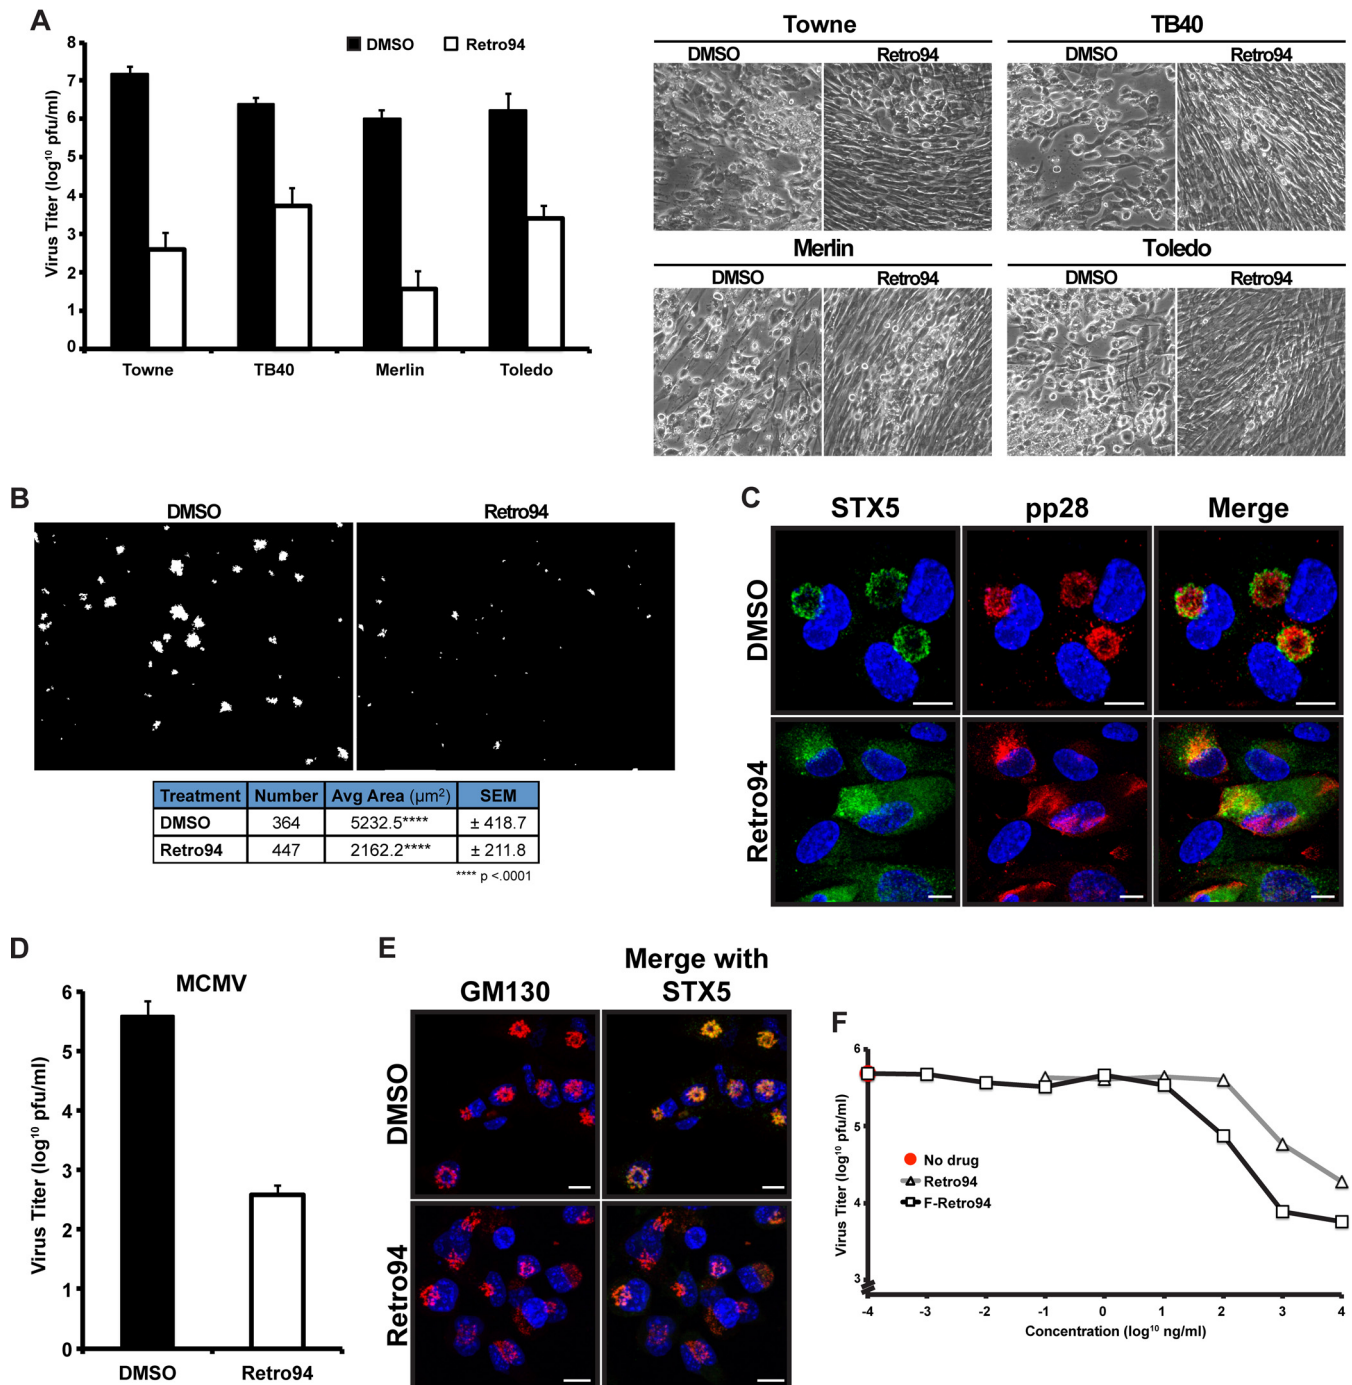 A
Virus Titer (log¹⁰ pfu/ml)
8
7
6
5
4
3
2
1
0
DMSO
Retro94
Towne
TB40
Merlin
Toledo
Towne
TB40
DMSO
Retro94
DMSO
Retro94
Merlin
Toledo
DMSO
Retro94
DMSO
Retro94
B
DMSO
Retro94
Treatment Number Avg Area (µm²) SEM
DMSO 364 5232.5**** ± 418.7
Retro94 447 2162.2**** ± 211.8
**** p <.0001
C
STX5
pp28
Merge
DMSO
Retro94
D
MCMV
Virus Titer (log¹⁰ pfu/ml)
6
5
4
3
2
1
0
DMSO
Retro94
E
GM130
Merge with
STX5
DMSO
Retro94
F
Virus Titer (log¹⁰ pfu/ml)
6
5
4
3
No drug
Retro94
F-Retro94
-4
-3
-2
-1
0
1
2
3
4
Concentration (log¹⁰ ng/ml)